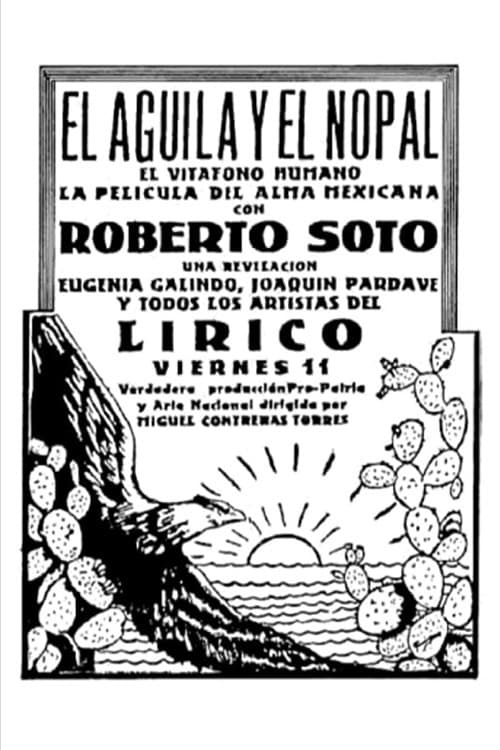 EL AGUILA Y EL NOPAL
EL VITAFONO HUMANO
LA PELICULA DEL ALMA MEXICANA
CON
ROBERTO SOTO
UNA REVELACION
EUGENIA GALINDO, JOAQUIN PARDAVE
Y TODOS LOS ARTISTAS DEL
LIRICO
VIERNES 11
Verdadera producción Pro-Patria
y Arte Nacional dirigida por
MIGUEL CONTRERAS TORRES